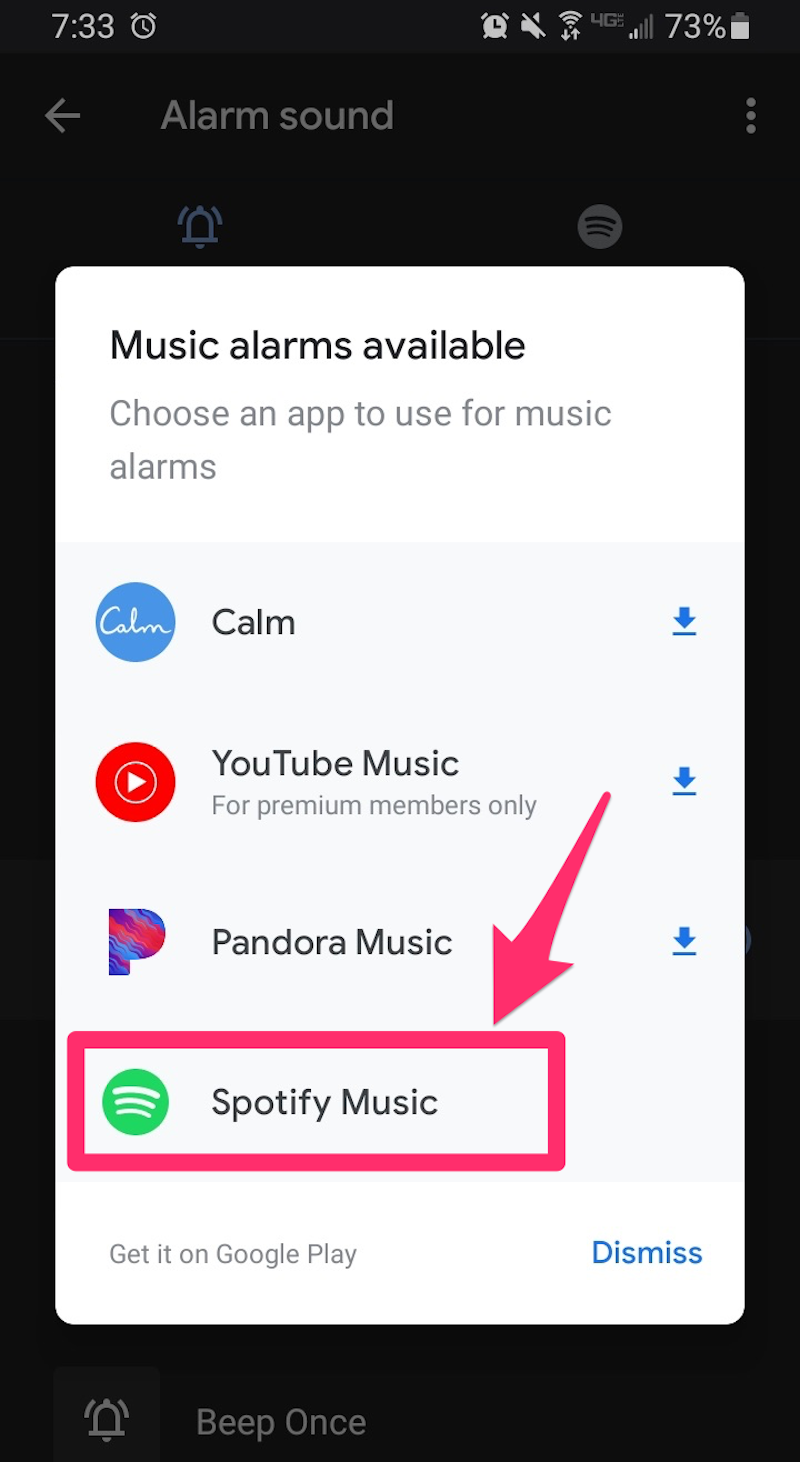 7:33 4GE 73%
Alarm sound
Music alarms available
Choose an app to use for music
alarms
Calm
Calm
YouTube Music
For premium members only
Pandora Music
Spotify Music
Get it on Google Play Dismiss
Beep Once